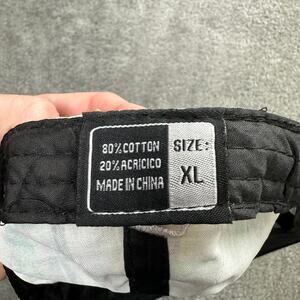 80% COTTON
20% ACRICICO
MADE IN CHINA
SIZE:
XL